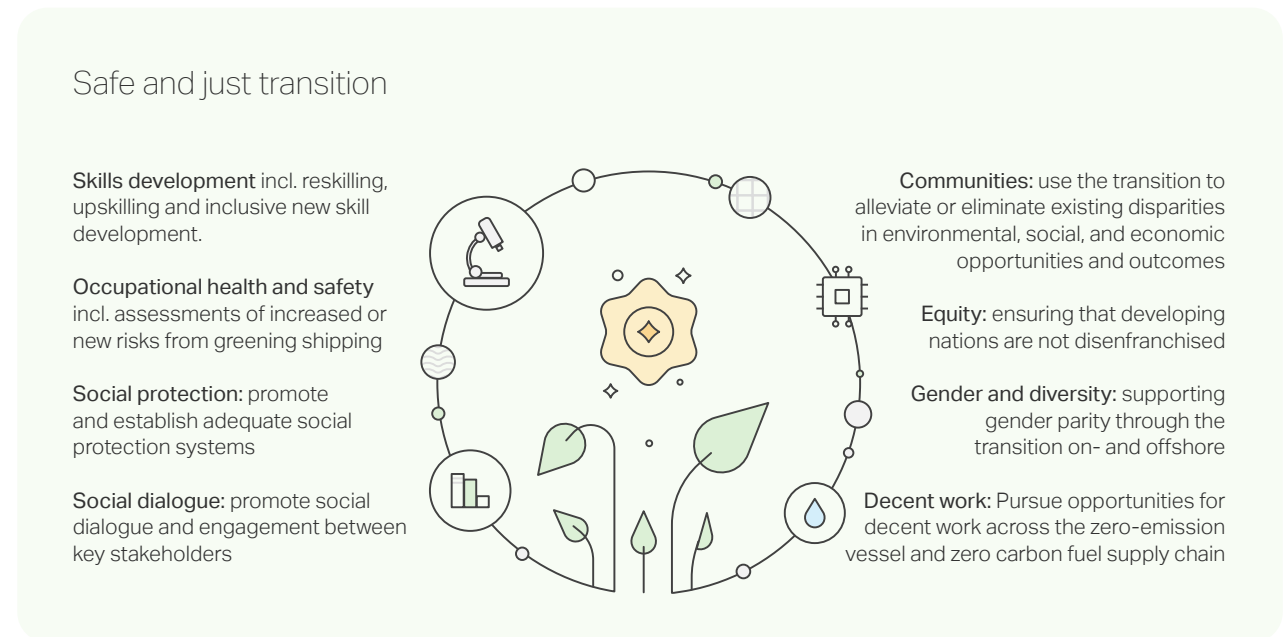 Safe and just transition
Skills development incl. reskilling,
upskilling and inclusive new skill
development.
Occupational health and safety
incl. assessments of increased or
new risks from greening shipping
Social protection: promote
and establish adequate social
protection systems
Social dialogue: promote social
dialogue and engagement between
key stakeholders
Communities: use the transition to
alleviate or eliminate existing disparities
in environmental, social, and economic
opportunities and outcomes
Equity: ensuring that developing
nations are not disenfranchised
Gender and diversity: supporting
gender parity through the
transition on- and offshore
Decent work: Pursue opportunities for
decent work across the zero-emission
vessel and zero carbon fuel supply chain